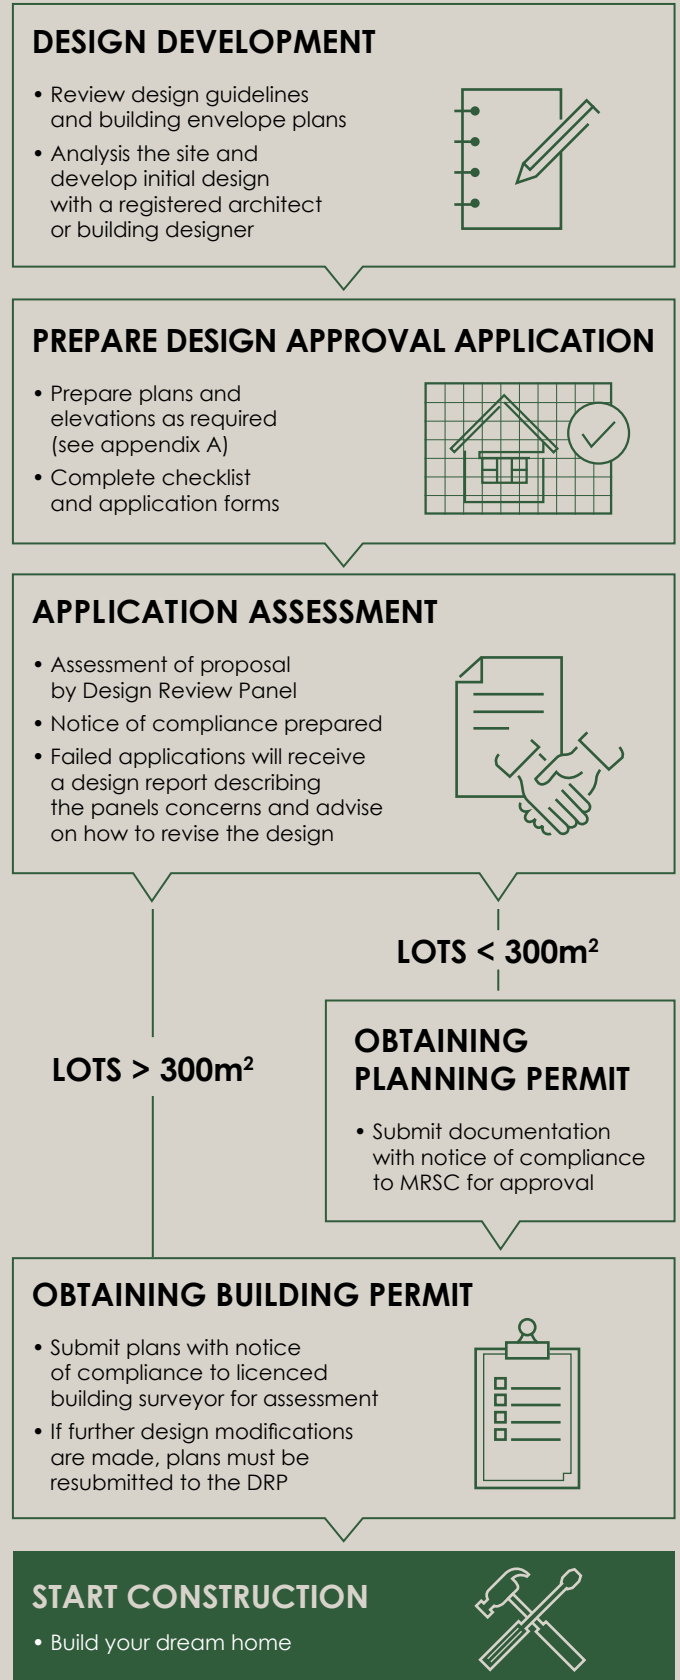 DESIGN DEVELOPMENT
• Review design guidelines
and building envelope plans
• Analysis the site and
develop initial design
with a registered architect
or building designer
PREPARE DESIGN APPROVAL APPLICATION
• Prepare plans and
elevations as required
(see appendix A)
• Complete checklist
and application forms
APPLICATION ASSESSMENT
• Assessment of proposal
by Design Review Panel
• Notice of compliance prepared
• Failed applications will receive
a design report describing
the panels concerns and advise
on how to revise the design
LOTS < 300m²
LOTS > 300m²
OBTAINING
PLANNING PERMIT
• Submit documentation
with notice of compliance
to MRSC for approval
OBTAINING BUILDING PERMIT
• Submit plans with notice
of compliance to licenced
building surveyor for assessment
• If further design modifications
are made, plans must be
resubmitted to the DRP
START CONSTRUCTION
• Build your dream home